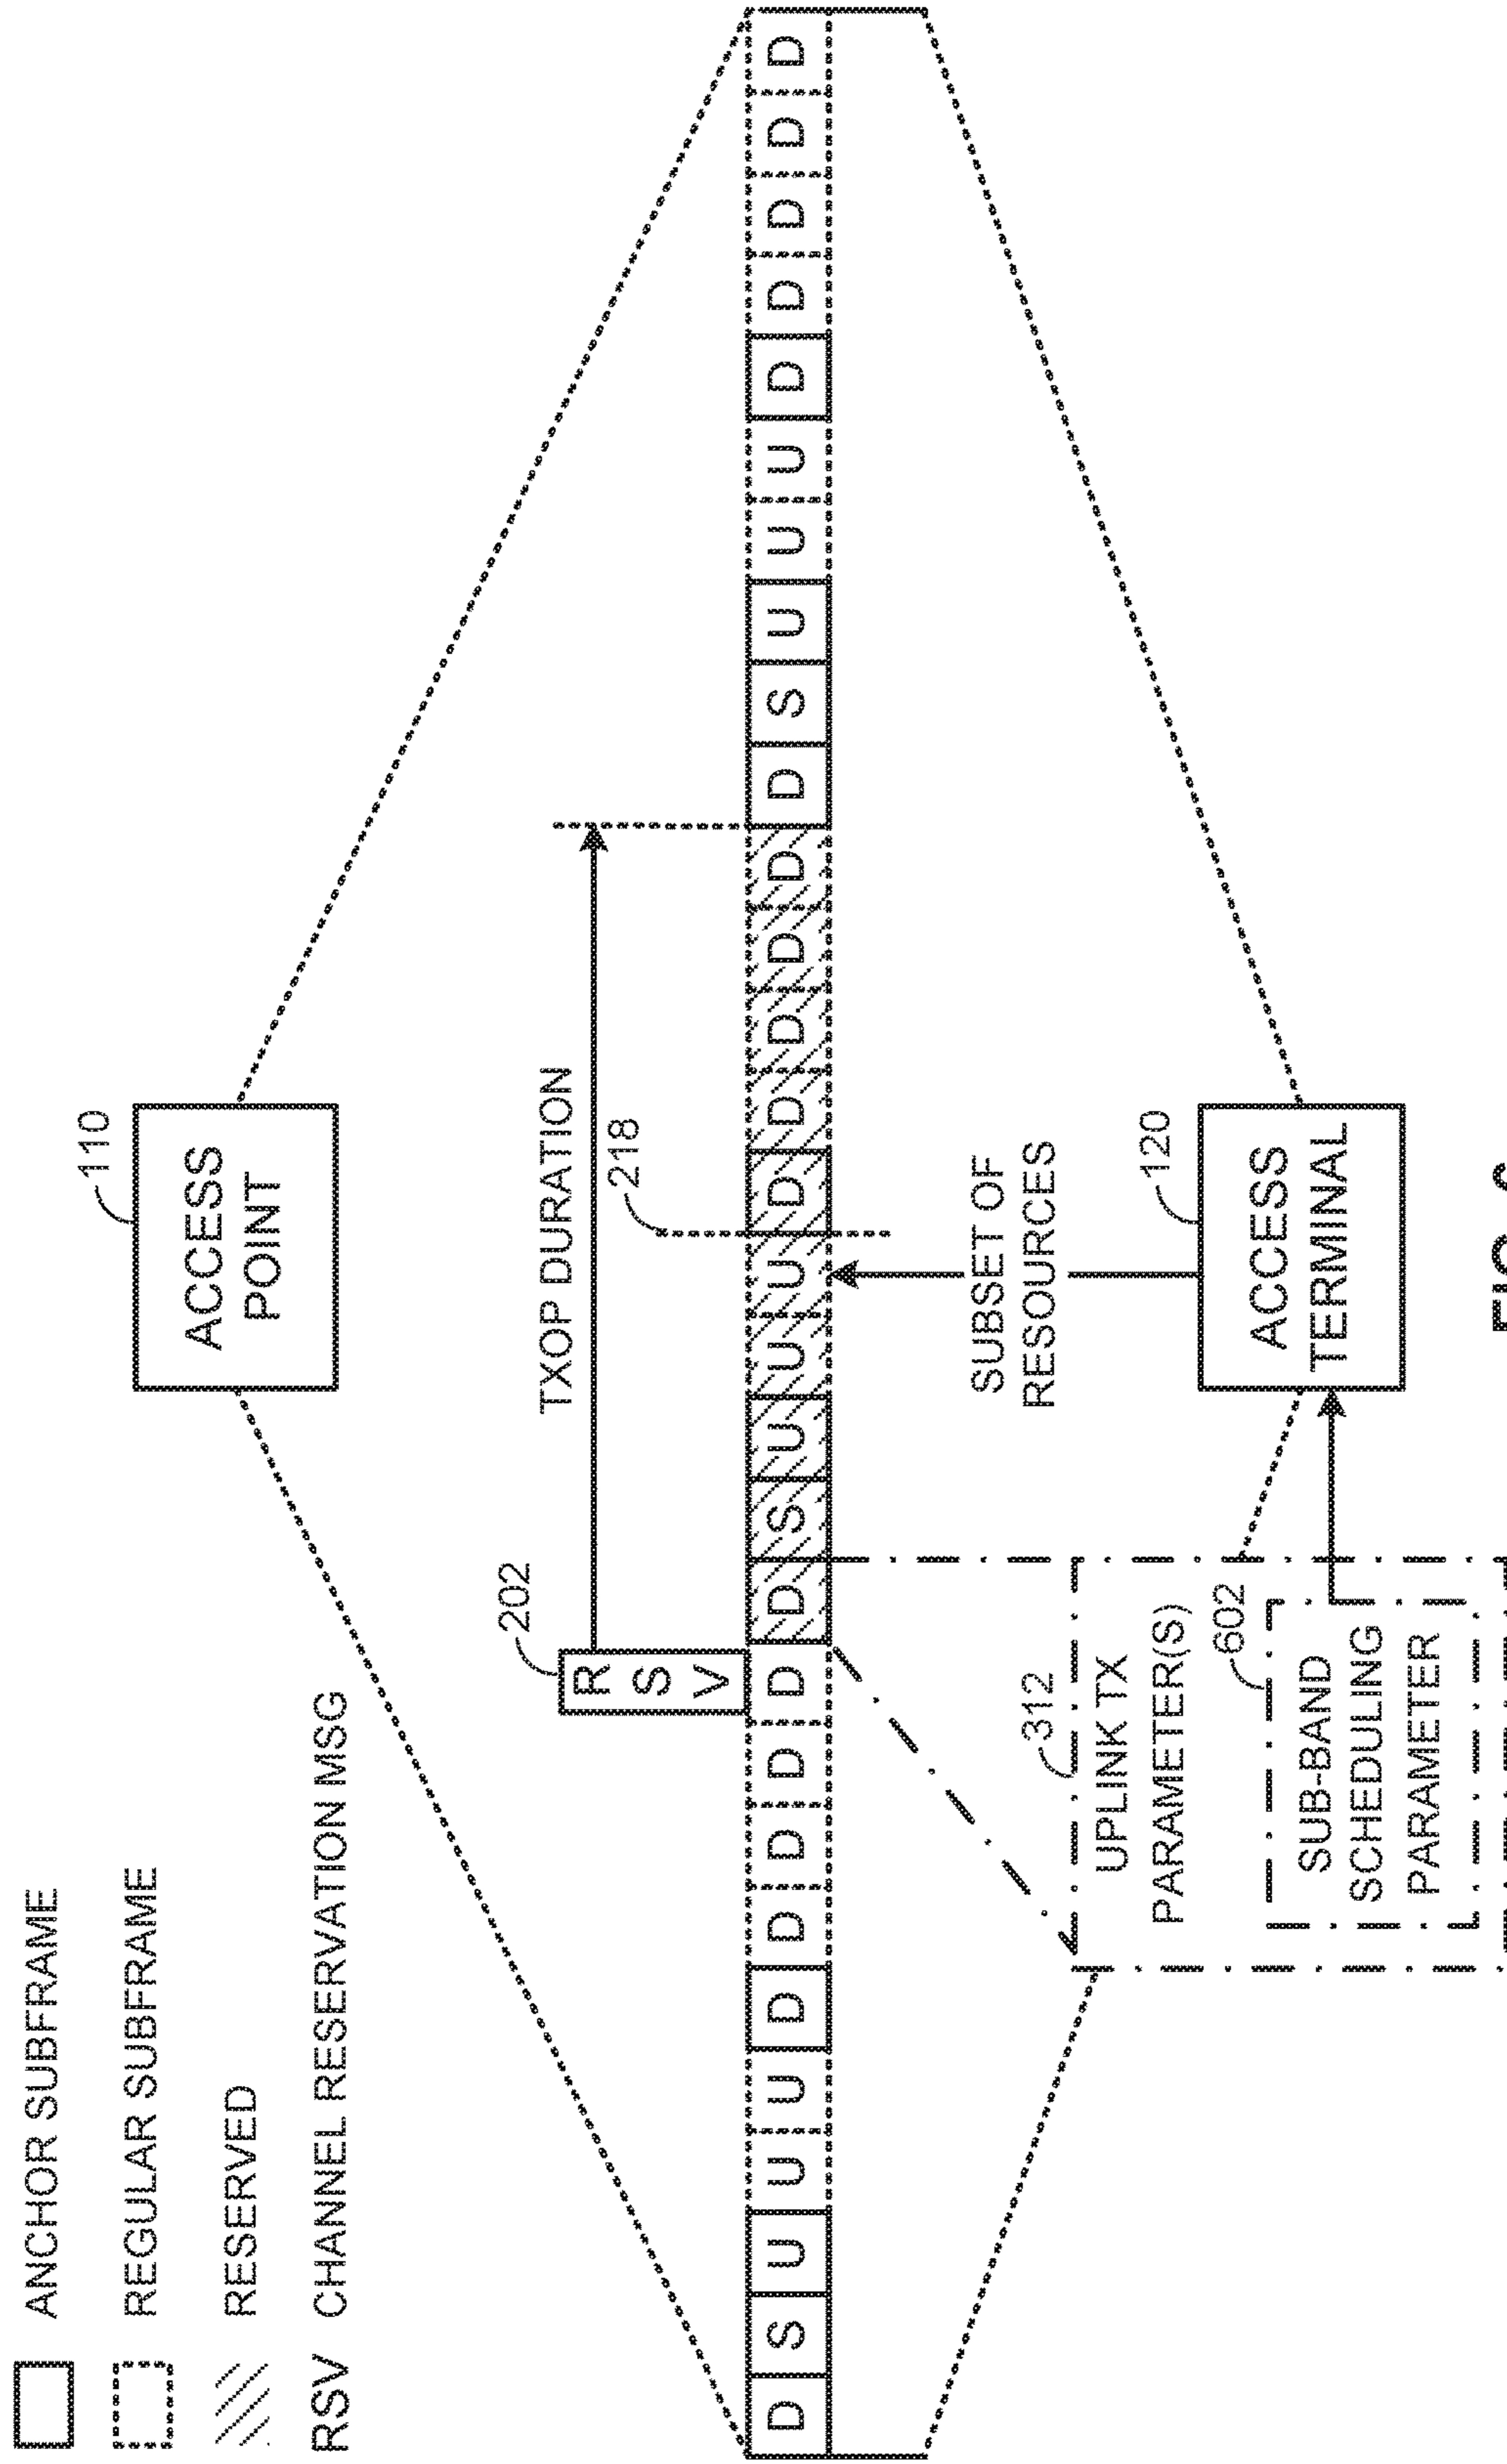 ANCHOR SUBFRAME
REGULAR SUBFRAME
RESERVED
RSV CHANNEL RESERVATION MSG
110
ACCESS
POINT
202
R
S
V
TXOP DURATION
218
D S U U U D D D D D D S U U U D D D D D D S U U U D D D D D
SUBSET OF
RESOURCES
312
UPLINK TX
PARAMETER(S)
602
SUB-BAND
SCHEDULING
PARAMETER
120
ACCESS
TERMINAL